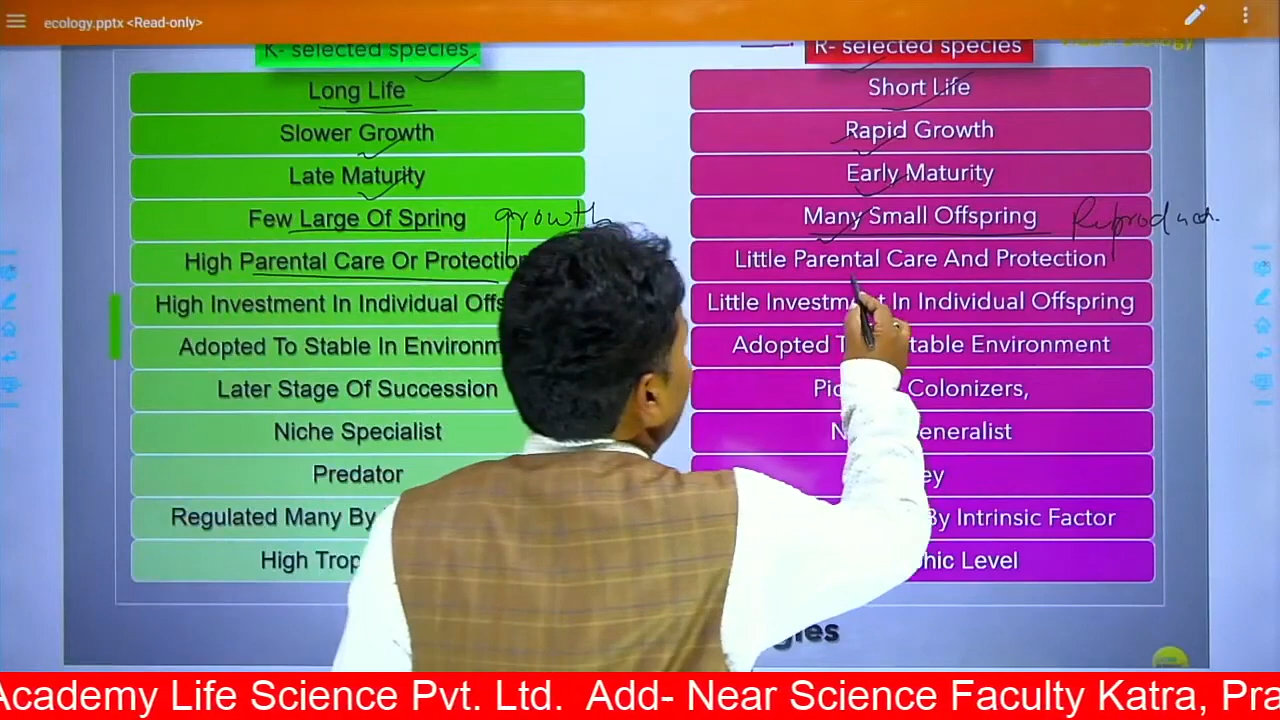 ecology.pptx <Read-only>
K- selected species
R- selected species
Long Life
Short Life
Slower Growth
Rapid Growth
Late Maturity
Early Maturity
Few Large Of Spring
growth
Many Small Offspring
High Parental Care Or Protection
Little Parental Care And Protection
High Investment In Individual Offs
Little Investment In Individual Offspring
Adopted To Stable In Environm
Adopted T table Environment
Later Stage Of Succession
Colonizers,
Niche Specialist
eneralist
Predator
ey
Regulated Many By
By Intrinsic Factor
High Trop
hic Level
gies
Academy Life Science Pvt. Ltd. Add- Near Science Faculty Katra, Pra